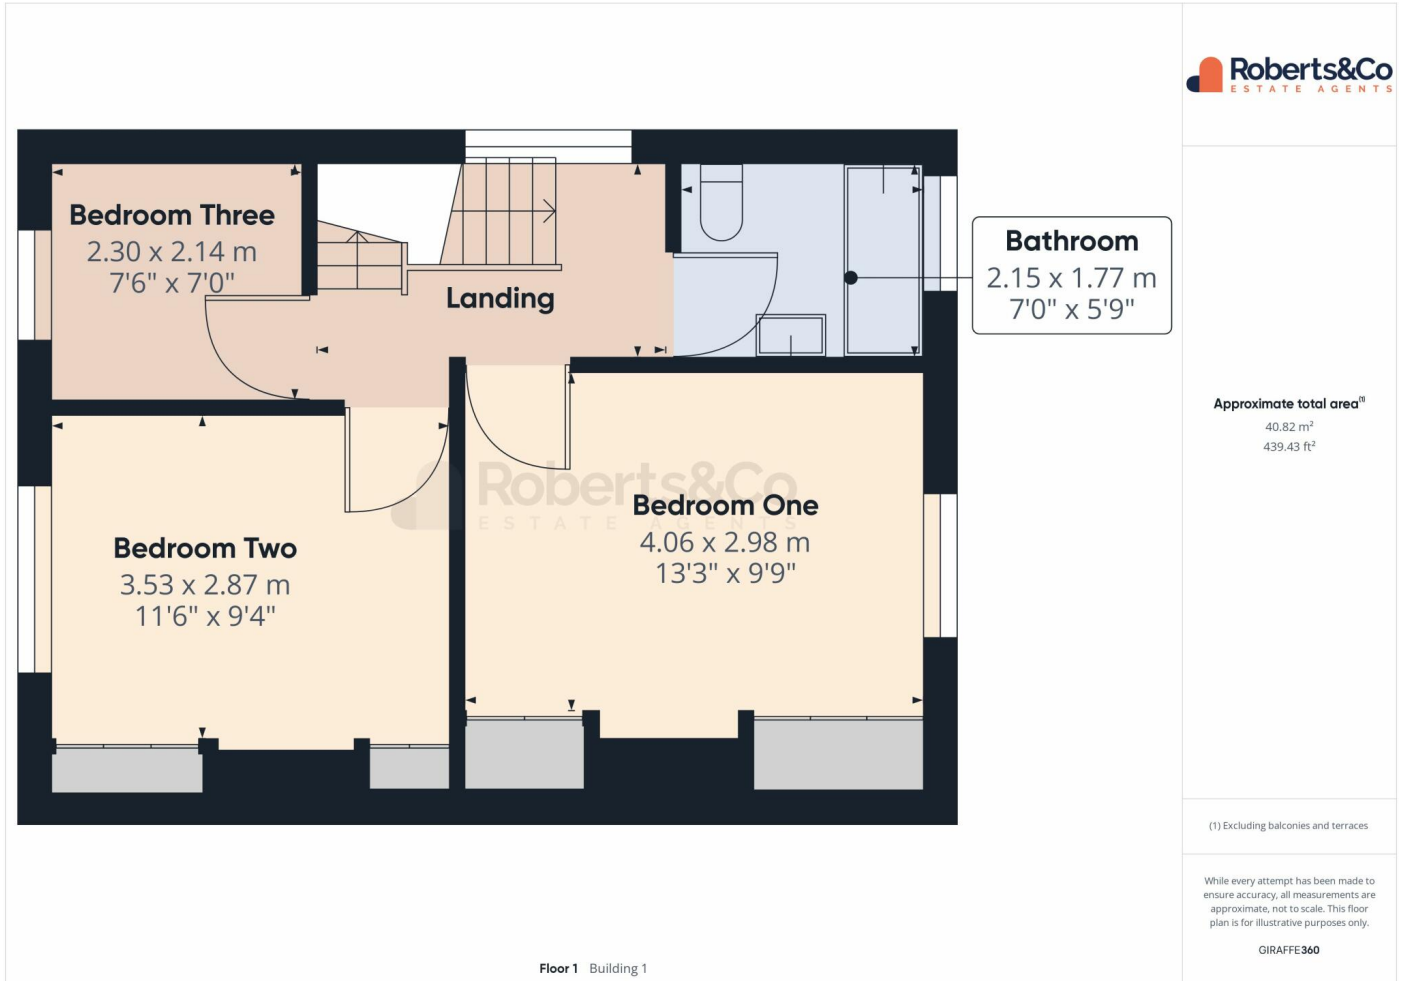 Roberts&Co
ESTATE AGENTS
Bedroom Three
2.30 x 2.14 m
7'6" x 7'0"
Landing
Bathroom
2.15 x 1.77 m
7'0" x 5'9"
Roberts&Co
ESTATE AGENTS
Bedroom One
4.06 x 2.98 m
13'3" x 9'9"
Bedroom Two
3.53 x 2.87 m
11'6" x 9'4"
Approximate total area(1)
40.82 m²
439.43 ft²
(1) Excluding balconies and terraces
While every attempt has been made to
ensure accuracy, all measurements are
approximate, not to scale. This floor
plan is for illustrative purposes only.
GIRAFFE360
Floor 1 Building 1